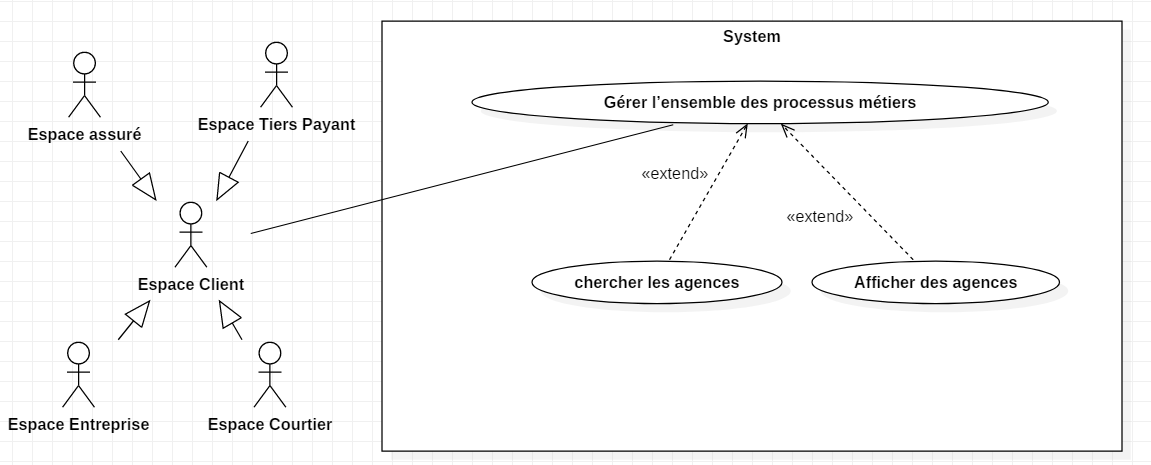 System
Gérer l’ensemble des processus métiers
Espace assuré
Espace Tiers Payant
«extend»
«extend»
chercher les agences
Afficher des agences
Espace Client
Espace Entreprise
Espace Courtier